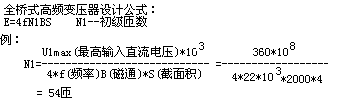 全桥式高频变压器设计公式：
E=4fN1BS N1--初级匝数
例：
N1= U1max(最高输入直流电压)*10³ / 4*f(频率)B(磁通)*S(截面积) = 360*10⁸ / 4*22*10³*2000*4
= 54匝